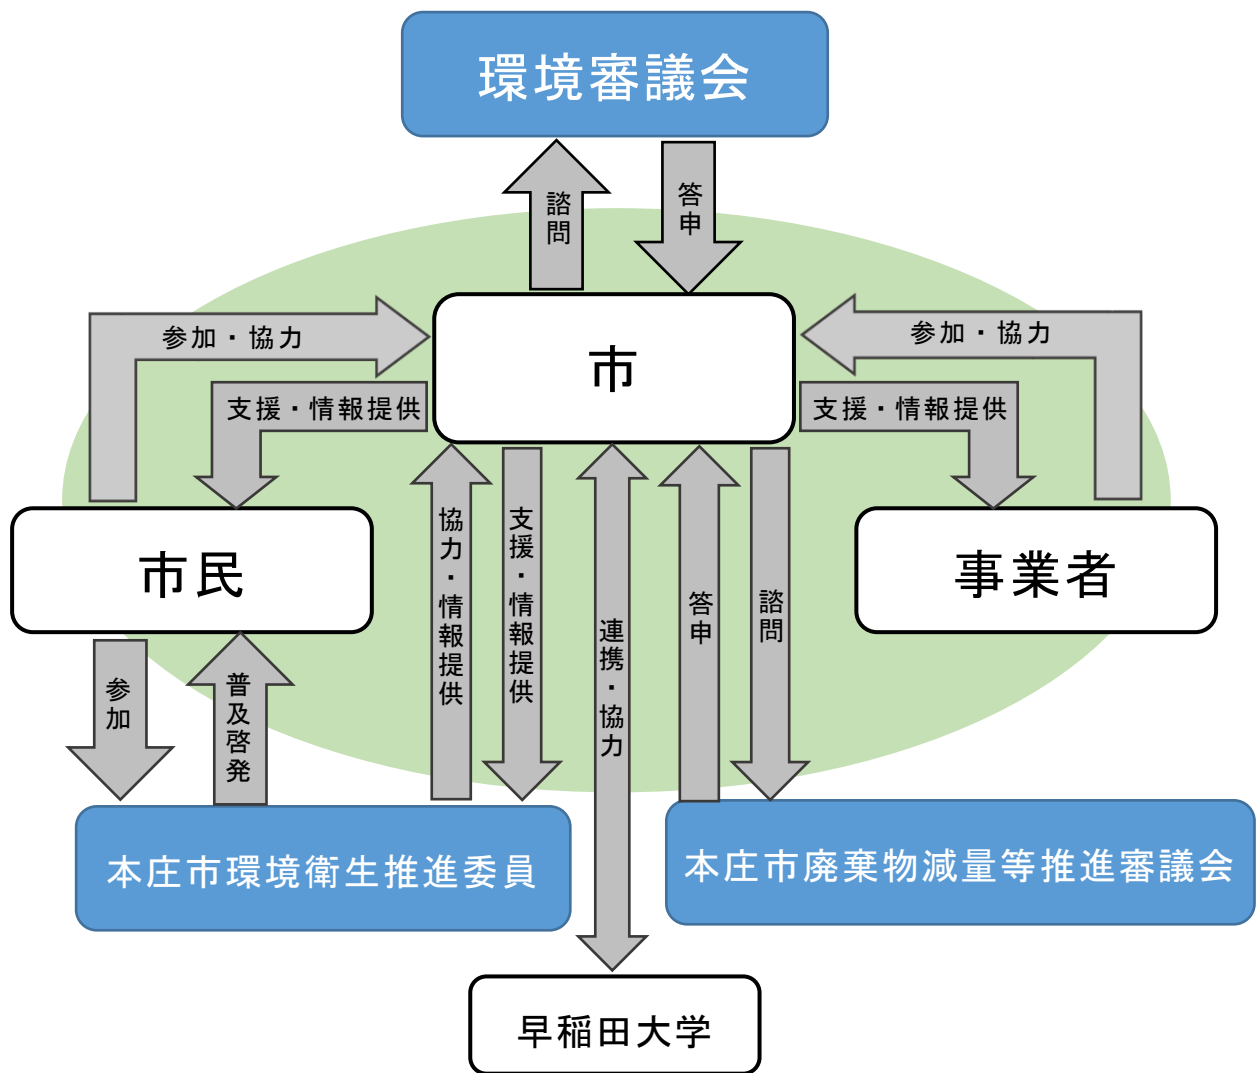 環境審議会
諮問
答申
参加・協力
市
参加・協力
支援・情報提供
支援・情報提供
市民
事業者
協力・情報提供
支援・情報提供
連携・協力
答申
諮問
参加
普及啓発
本庄市環境衛生推進委員
本庄市廃棄物減量等推進審議会
早稲田大学